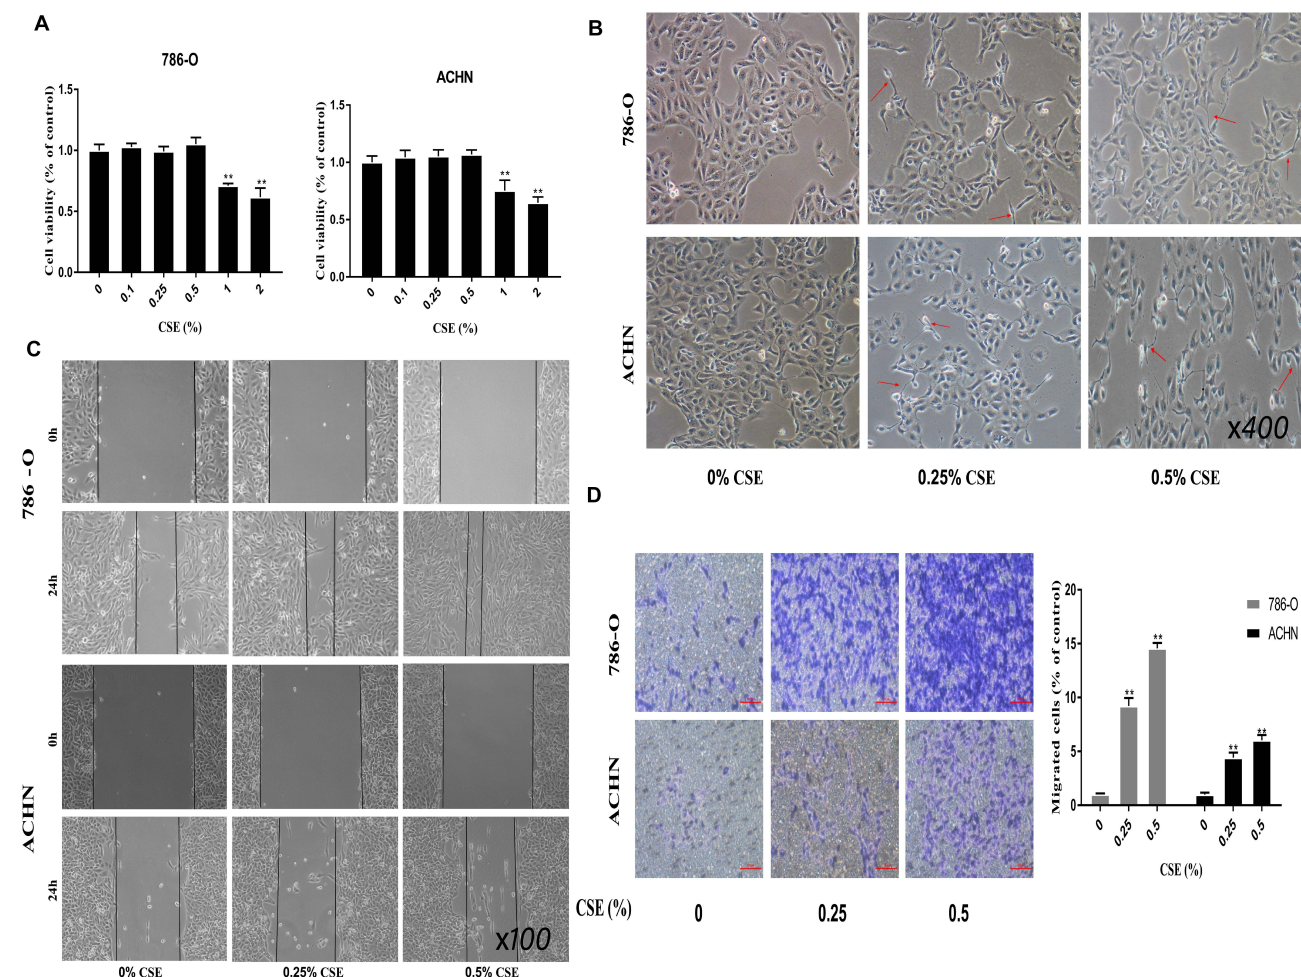 A
786-O
Cell viability (% of control)
1.5
1.0
0.5
0.0
**
**
0
0.1
0.25
0.5
1
2
CSE (%)
ACHN
Cell viability (% of control)
1.5
1.0
0.5
0.0
**
**
0
0.1
0.25
0.5
1
2
CSE (%)
B
786-O
ACHN
x400
0% CSE
0.25% CSE
0.5% CSE
C
786 -O
0h
24h
ACHN
0h
24h
x100
0% CSE
0.25% CSE
0.5% CSE
D
786-O
ACHN
CSE (%)
0
0.25
0.5
Migrated cells (% of control)
20
15
10
5
0
786-O
ACHN
**
**
**
**
0
0.25
0.5
0
0.25
0.5
CSE (%)